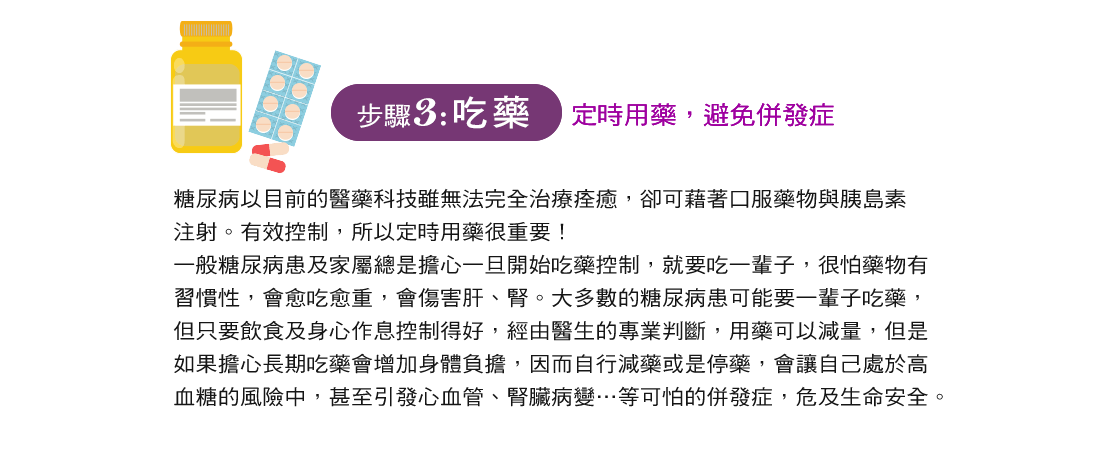 步驟3:吃藥 定時用藥，避免併發症
糖尿病以目前的醫藥科技雖無法完全治療痊癒，卻可藉著口服藥物與胰島素
注射。有效控制，所以定時用藥很重要！
一般糖尿病患及家屬總是擔心一旦開始吃藥控制，就要吃一輩子，很怕藥物有
習慣性，會愈吃愈重，會傷害肝、腎。大多數的糖尿病患可能要一輩子吃藥，
但只要飲食及身心作息控制得好，經由醫生的專業判斷，用藥可以減量，但是
如果擔心長期吃藥會增加身體負擔，因而自行減藥或是停藥，會讓自己處於高
血糖的風險中，甚至引發心血管、腎臟病變…等可怕的併發症，危及生命安全。